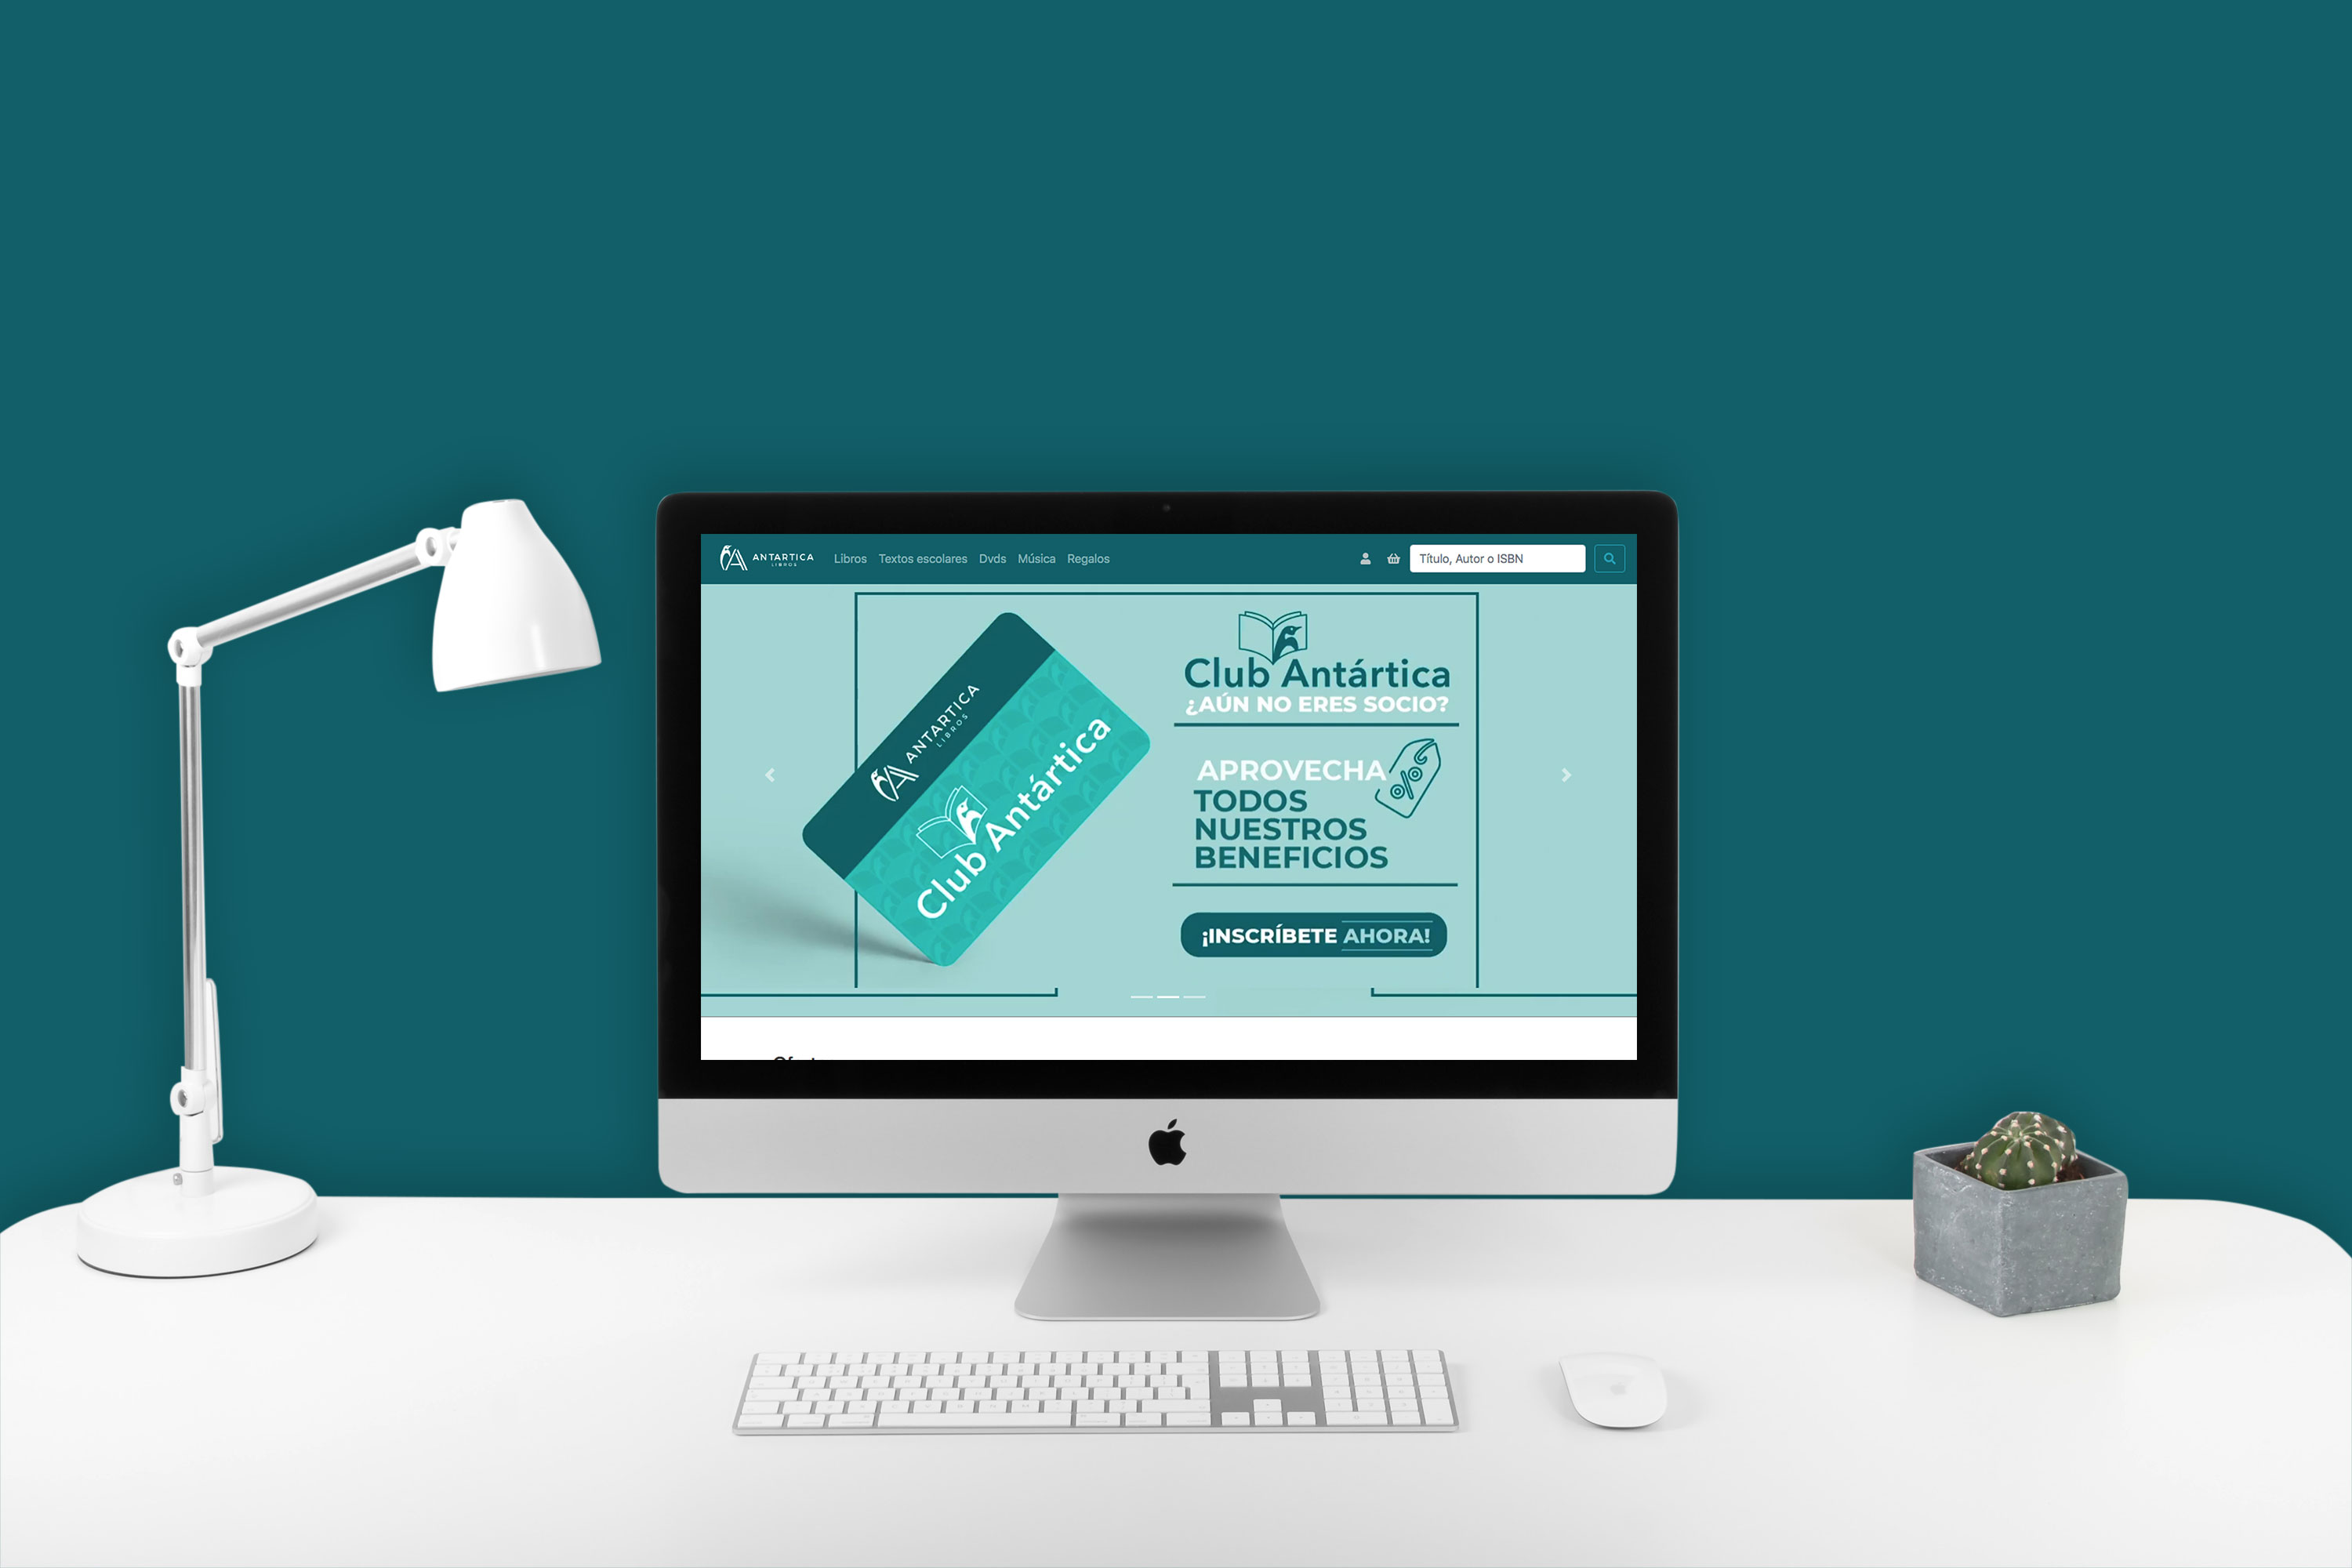 ANTARTICA
LIBROS
Libros Textos escolares Dvds Música Regalos
Título, Autor o ISBN
ANTARTICA
LIBROS
Club Antártica
Club Antártica
¿AÚN NO ERES SOCIO?
APROVECHA
TODOS
NUESTROS
BENEFICIOS
¡INSCRÍBETE AHORA!